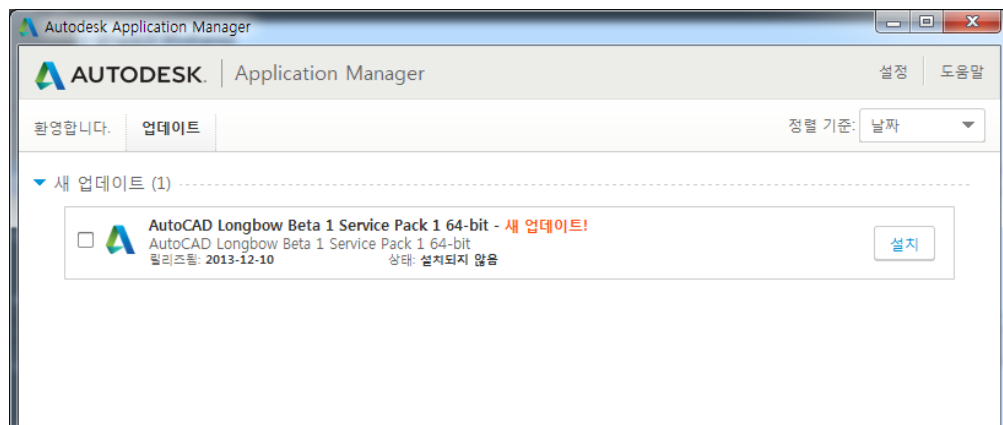 Autodesk Application Manager
AUTODESK. Application Manager 설정 도움말
환영합니다. 업데이트 정렬 기준: 날짜
새 업데이트 (1)
AutoCAD Longbow Beta 1 Service Pack 1 64-bit - 새 업데이트!
AutoCAD Longbow Beta 1 Service Pack 1 64-bit
릴리즈됨: 2013-12-10 상태: 설치되지 않음
설치